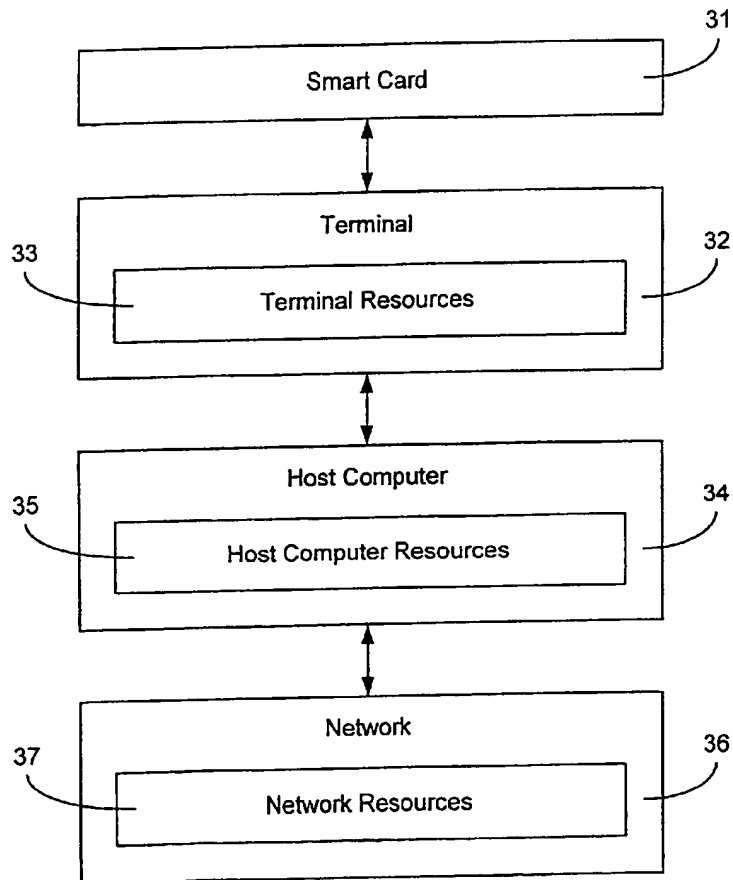 31
Smart Card
Terminal
33
32
Terminal Resources
Host Computer
35
34
Host Computer Resources
Network
37
36
Network Resources